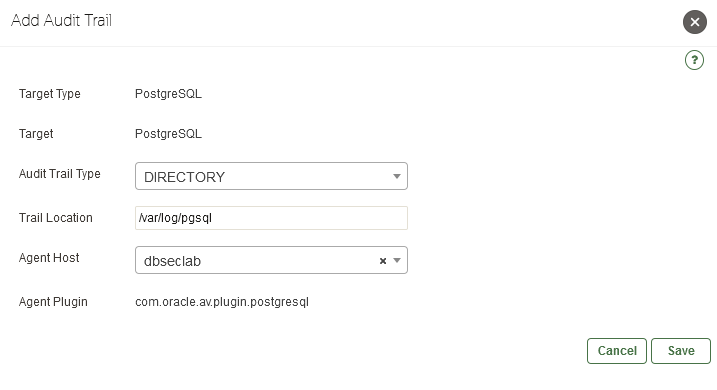 Add Audit Trail
?
Target Type PostgreSQL
Target PostgreSQL
Audit Trail Type DIRECTORY
Trail Location /var/log/pgsql
Agent Host dbseclab
Agent Plugin com.oracle.av.plugin.postgresql
Cancel Save